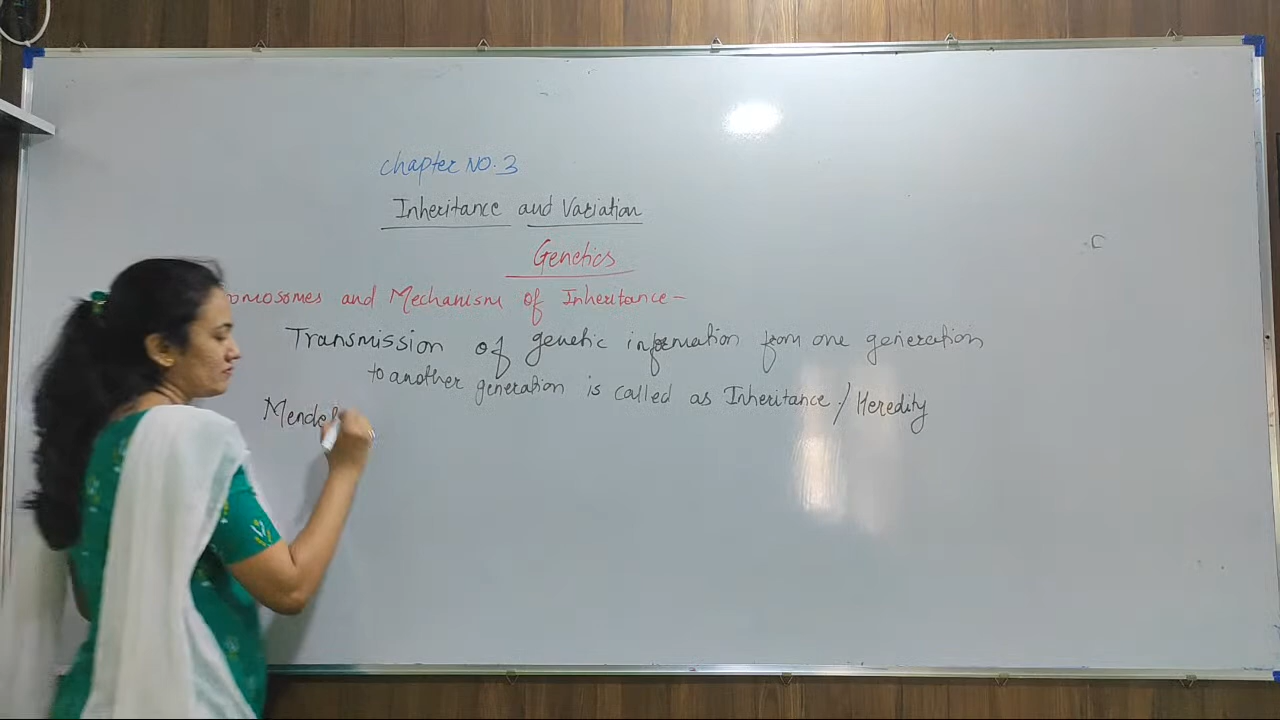 Chapter NO. 3
Inheritance and Variation
Genetics
omosomes and Mechanism of Inheritance -
Transmission of genetic information from one generation
to another generation is called as Inheritance / Heredity
Mendel